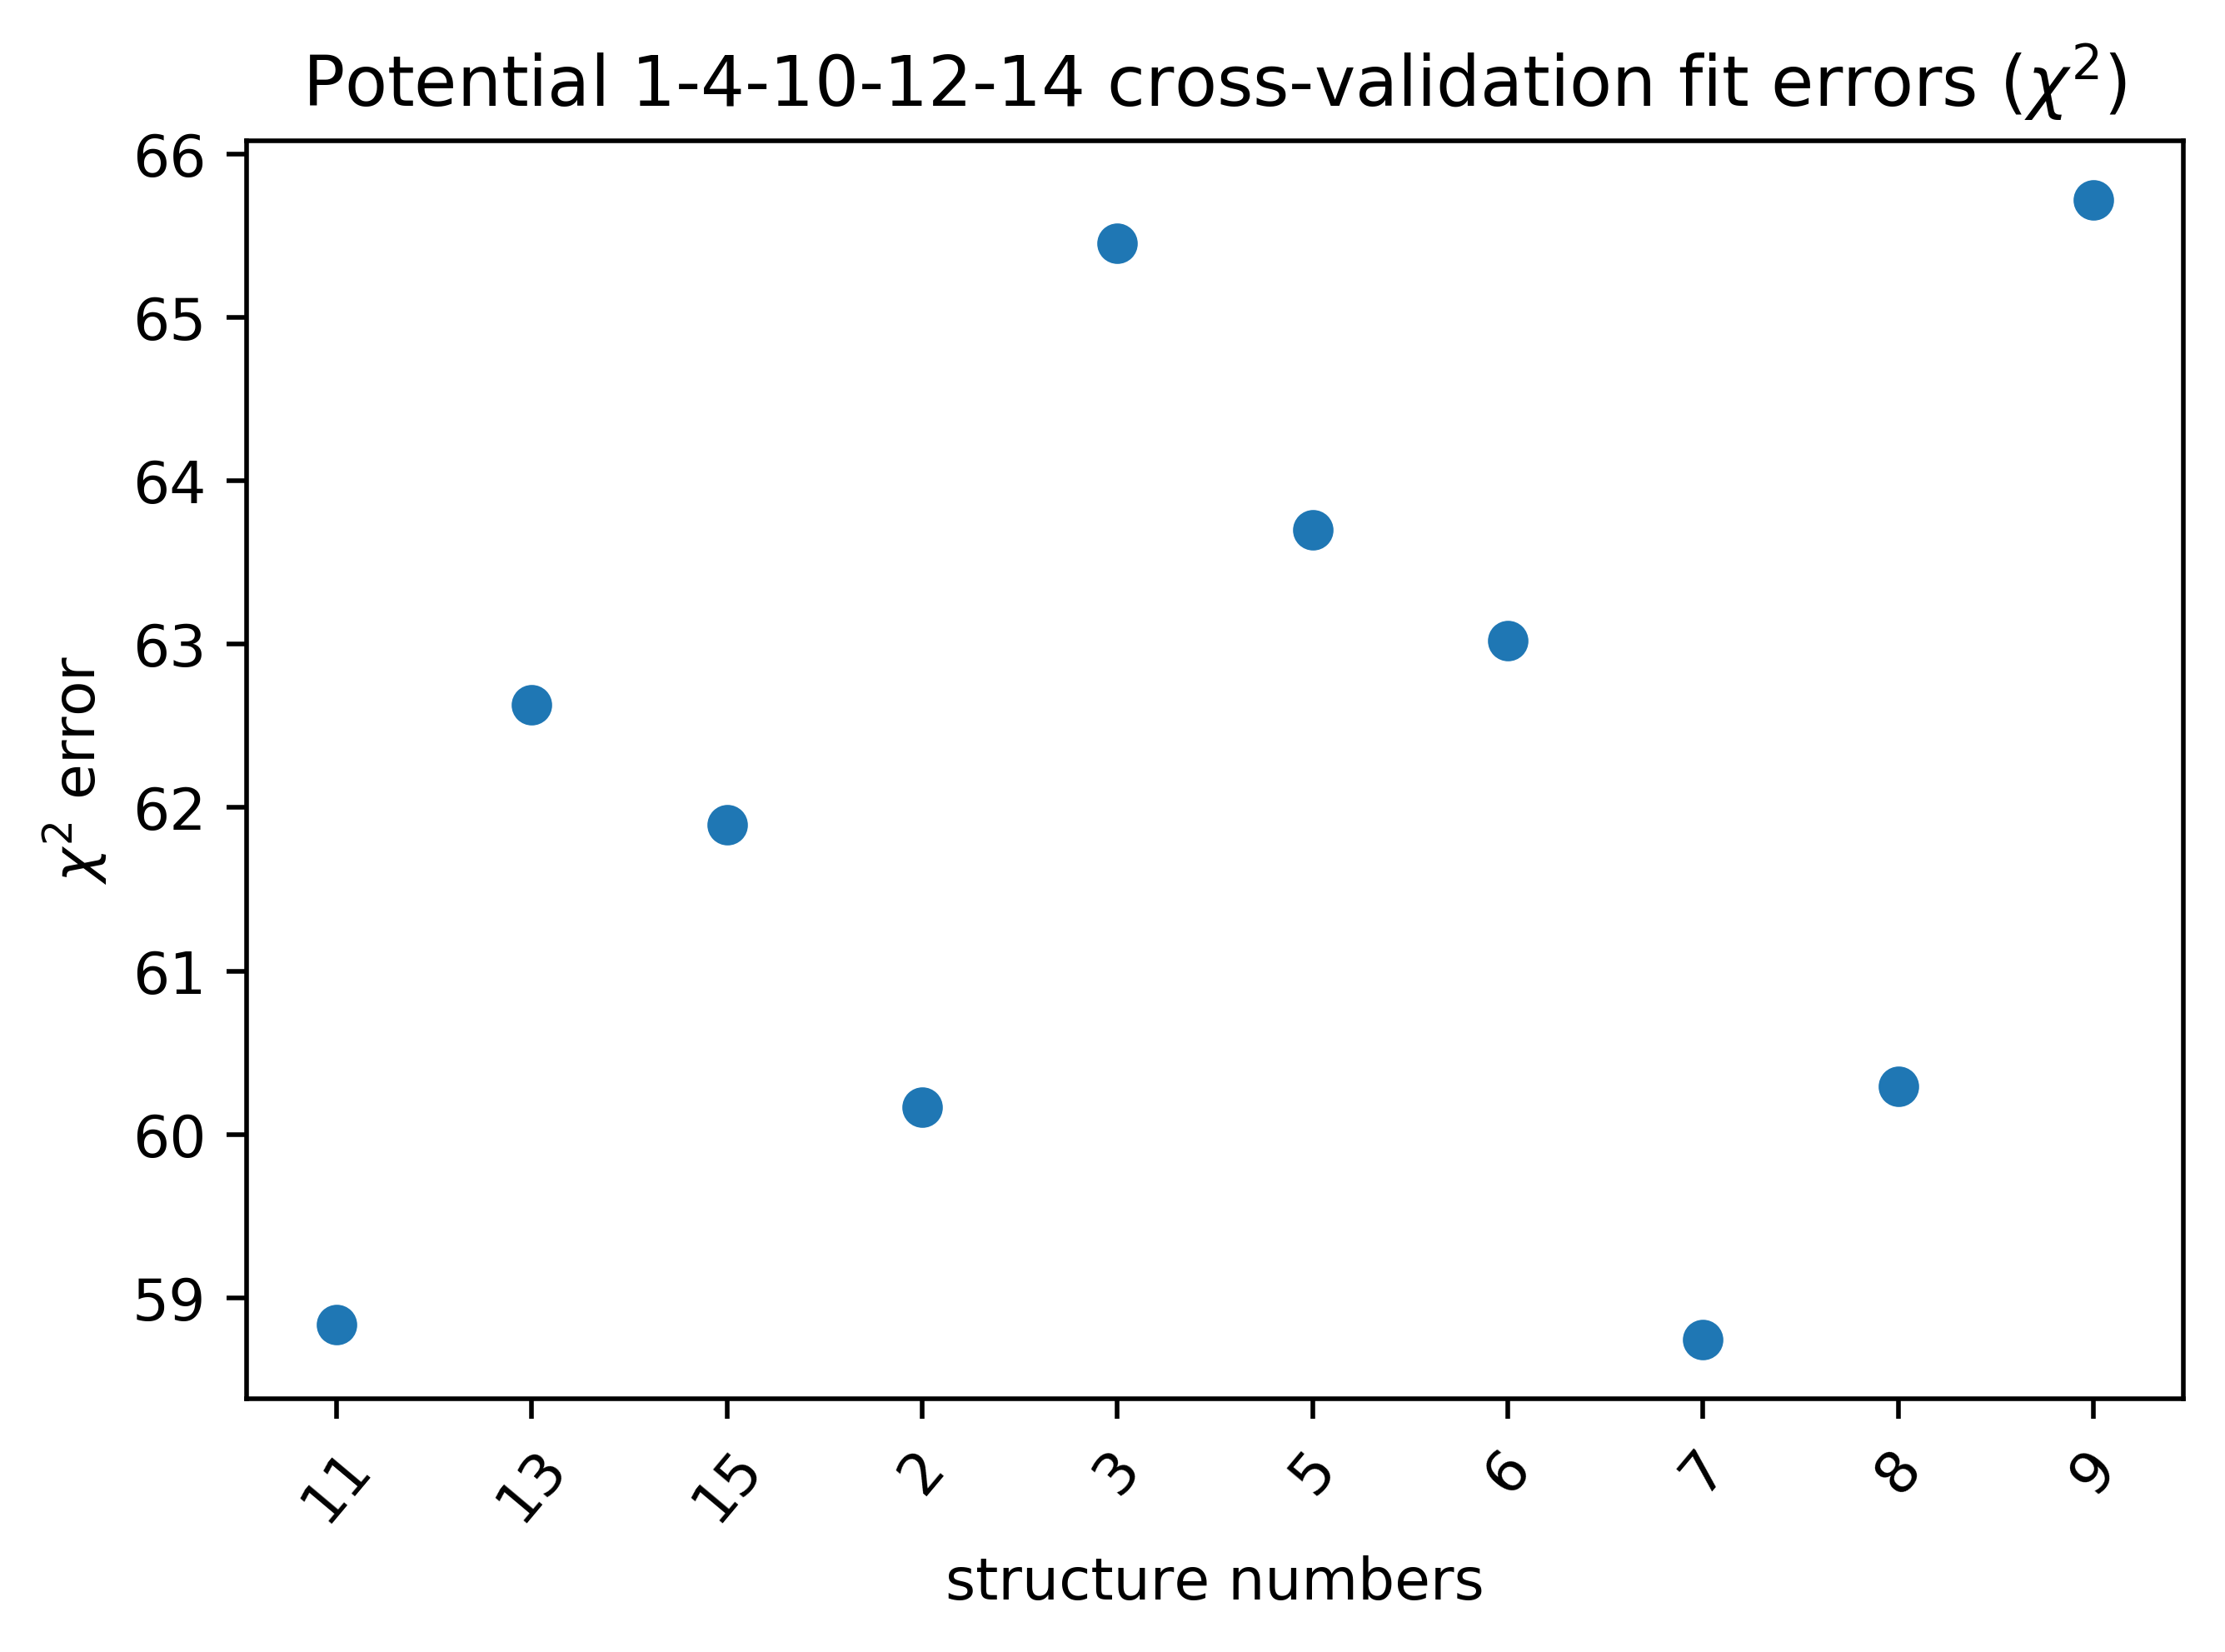 Potential 1-4-10-12-14 cross-validation fit errors (χ²)
66
65
64
63
62
61
60
59
χ² error
11 13 15 2 3 5 6 7 8 9
structure numbers